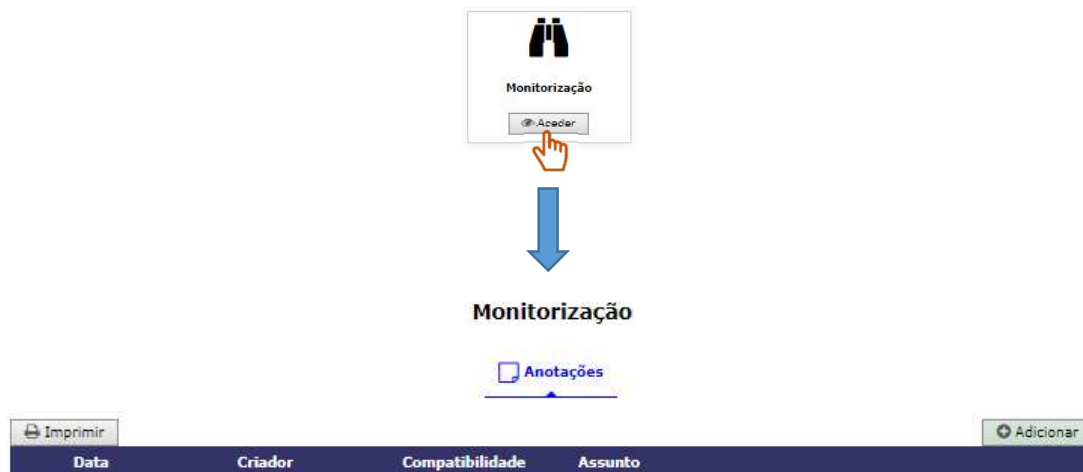 Monitorização
Aceder
Monitorização
Anotações
Imprimir
Adicionar
Data Criador Compatibilidade Assunto